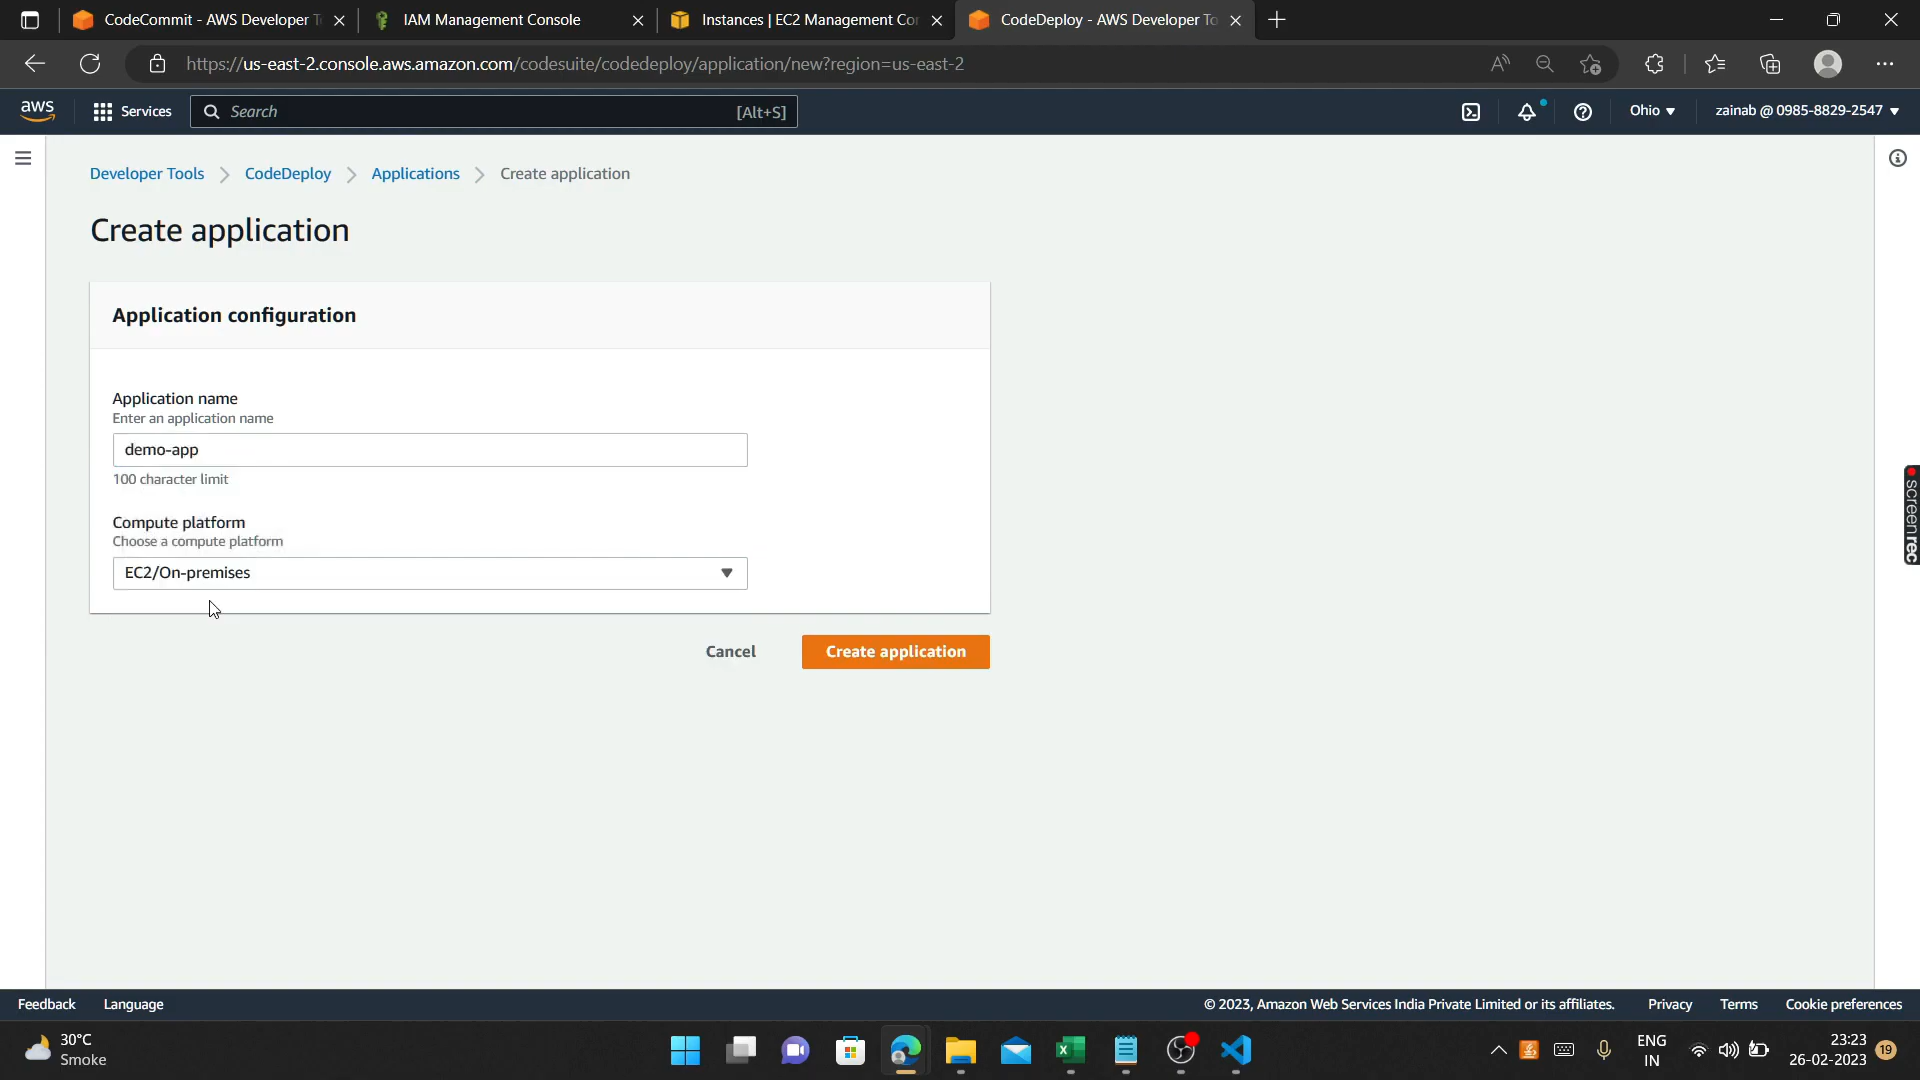 CodeCommit - AWS Developer T
IAM Management Console
Instances | EC2 Management Co
CodeDeploy - AWS Developer To
https://us-east-2.console.aws.amazon.com/codesuite/codedeploy/application/new?region=us-east-2
aws
Services
Search
[Alt+S]
Ohio
zainab @ 0985-8829-2547
Developer Tools
CodeDeploy
Applications
Create application
Create application
Application configuration
Application name
Enter an application name
demo-app
100 character limit
Compute platform
Choose a compute platform
EC2/On-premises
Cancel
Create application
screenrec
Feedback
Language
© 2023, Amazon Web Services India Private Limited or its affiliates.
Privacy
Terms
Cookie preferences
30°C
Smoke
ENG
IN
23:23
26-02-2023
19